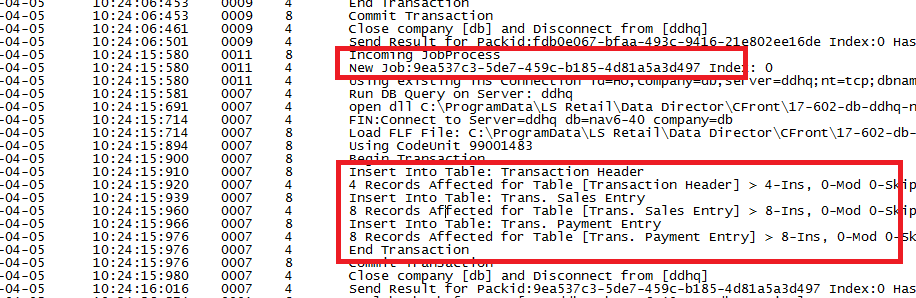 -04-05 10:24:06:453 0009 4 End Transaction
-04-05 10:24:06:453 0009 8 Commit Transaction
-04-05 10:24:06:461 0009 4 Close company [db] and Disconnect from [ddhq]
-04-05 10:24:06:501 0009 4 Send Result for Packid:fdb0e067-bfaa-493c-9416-21e802ee16de Index:0 Has
-04-05 10:24:15:580 0011 8 Incoming JobProcess
-04-05 10:24:15:580 0011 4 New Job:9ea537c3-5de7-459c-b185-4d81a5a3d497 Index: 0
-04-05 10:24:15:580 0011 4 Using existing Ins Connection id=HO,company=db,server=ddhq;nt=tcp;dbnam
-04-05 10:24:15:581 0007 4 Run DB Query on Server: ddhq
-04-05 10:24:15:691 0007 4 open dll C:\ProgramData\LS Retail\Data Director\CFront\17-602-db-ddhq-n
-04-05 10:24:15:714 0007 4 FIN:Connect to Server=ddhq db=nav6-40 company=db
-04-05 10:24:15:714 0007 8 Load FLF File: C:\ProgramData\LS Retail\Data Director\CFront\17-602-db-
-04-05 10:24:15:894 0007 8 Using CodeUnit 99001483
-04-05 10:24:15:900 0007 8 Begin Transaction
-04-05 10:24:15:910 0007 8 Insert Into Table: Transaction Header
-04-05 10:24:15:920 0007 4 4 Records Affected for Table [Transaction Header] > 4-Ins, 0-Mod 0-Skip
-04-05 10:24:15:939 0007 8 Insert Into Table: Trans. Sales Entry
-04-05 10:24:15:960 0007 4 8 Records Affected for Table [Trans. Sales Entry] > 8-Ins, 0-Mod 0-Skip
-04-05 10:24:15:966 0007 8 Insert Into Table: Trans. Payment Entry
-04-05 10:24:15:976 0007 4 8 Records Affected for Table [Trans. Payment Entry] > 8-Ins, 0-Mod 0-Sk
-04-05 10:24:15:976 0007 4 End Transaction
-04-05 10:24:15:976 0007 8 Commit Transaction
-04-05 10:24:15:980 0007 4 Close company [db] and Disconnect from [ddhq]
-04-05 10:24:16:016 0007 4 Send Result for Packid:9ea537c3-5de7-459c-b185-4d81a5a3d497 Index:0 Has